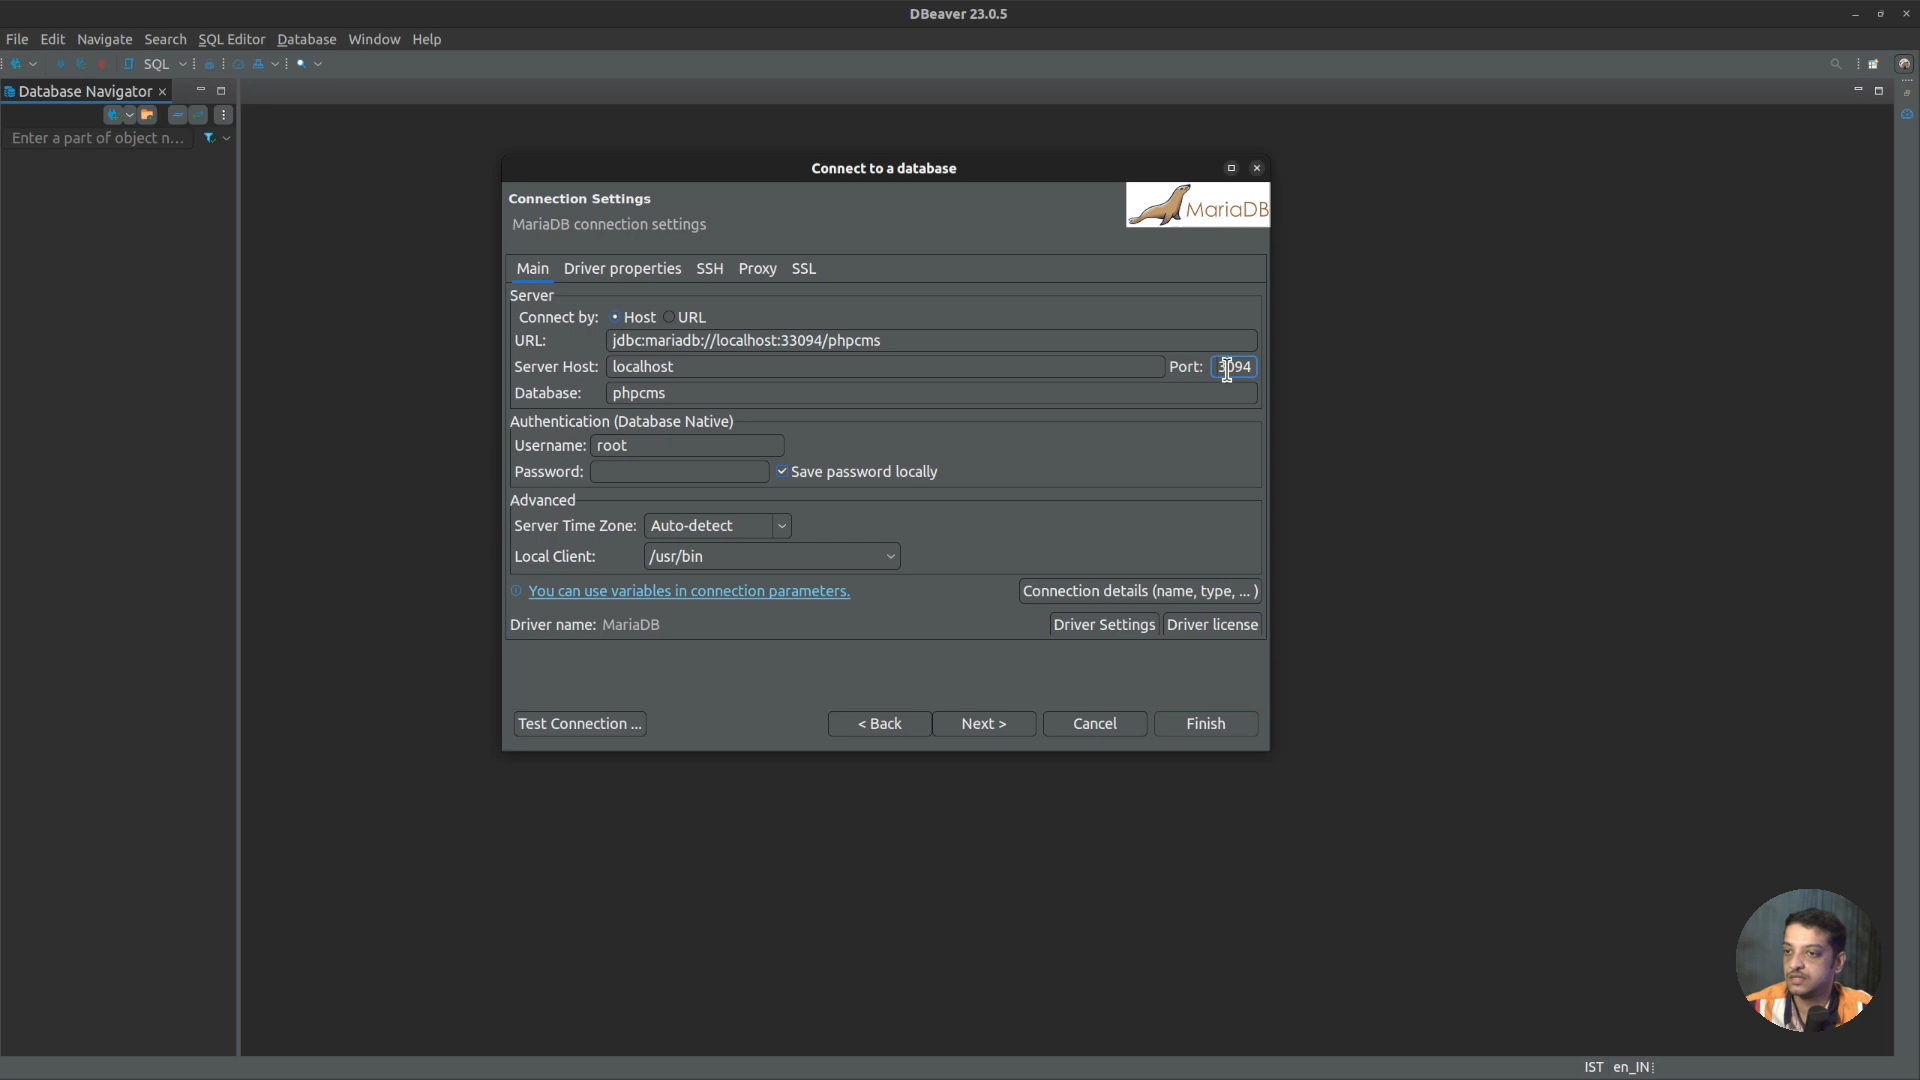 DBeaver 23.0.5
File Edit Navigate Search SQL Editor Database Window Help
SQL
Database Navigator
Enter a part of object n...
Connect to a database
Connection Settings
MariaDB connection settings
MariaDB
Main Driver properties SSH Proxy SSL
Server
Connect by: Host URL
URL: jdbc:mariadb://localhost:33094/phpcms
Server Host: localhost Port: 3094
Database: phpcms
Authentication (Database Native)
Username: root
Password: Save password locally
Advanced
Server Time Zone: Auto-detect
Local Client: /usr/bin
You can use variables in connection parameters. Connection details (name, type, ... )
Driver name: MariaDB Driver Settings Driver license
Test Connection ... < Back Next > Cancel Finish
IST en_IN